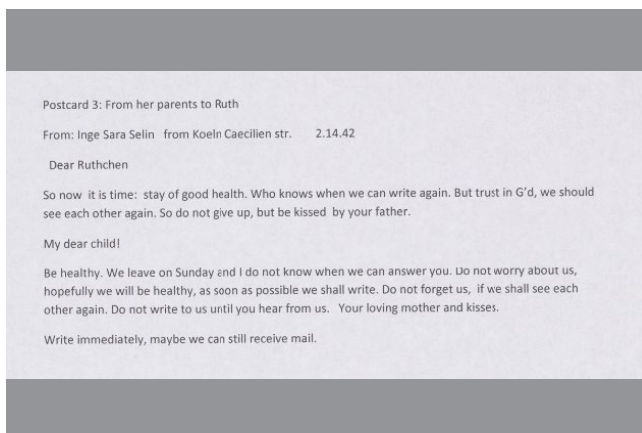 Postcard 3: From her parents to Ruth
From: Inge Sara Selin from Koeln Caecilien str. 2.14.42
Dear Ruthchen
So now it is time: stay of good health. Who knows when we can write again. But trust in G'd, we should
see each other again. So do not give up, but be kissed by your father.
My dear child!
Be healthy. We leave on Sunday and I do not know when we can answer you. Do not worry about us,
hopefully we will be healthy, as soon as possible we shall write. Do not forget us, if we shall see each
other again. Do not write to us until you hear from us. Your loving mother and kisses.
Write immediately, maybe we can still receive mail.